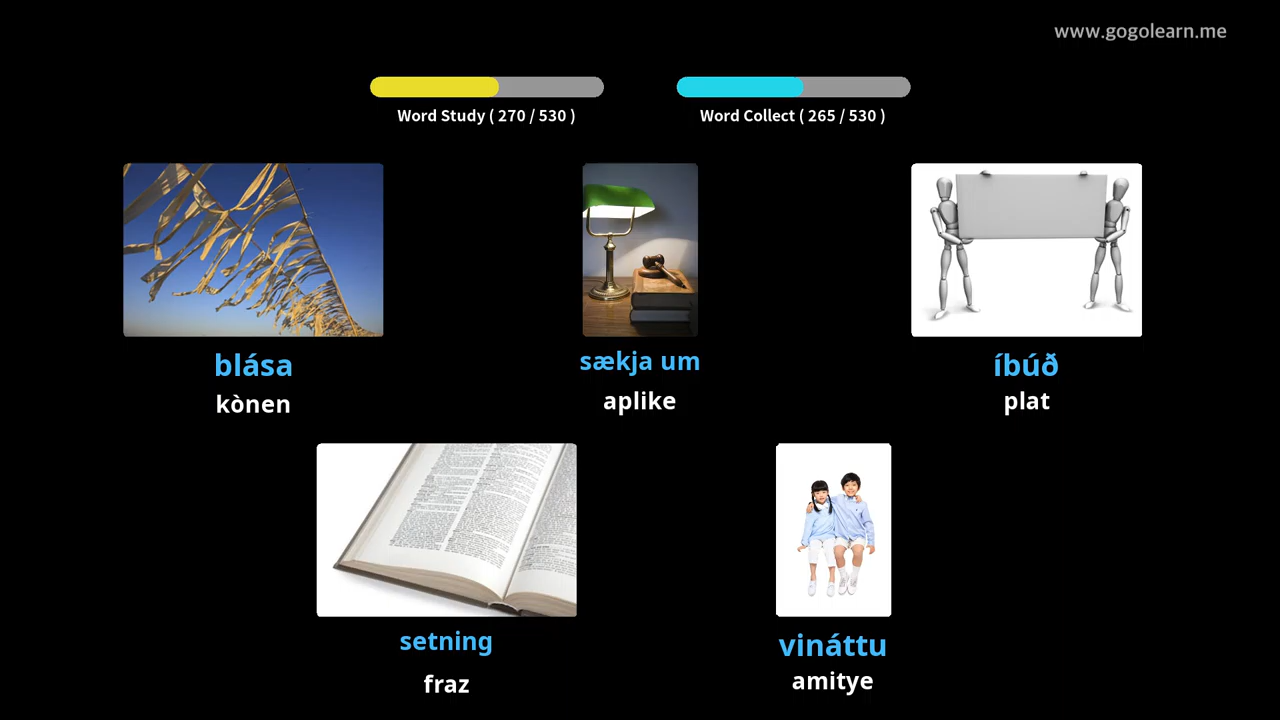 www.gogolearn.me
Word Study ( 270 / 530 )
Word Collect ( 265 / 530 )
blása
kònen
sækja um
aplike
íbúð
plat
setning
fraz
vináttu
amitye